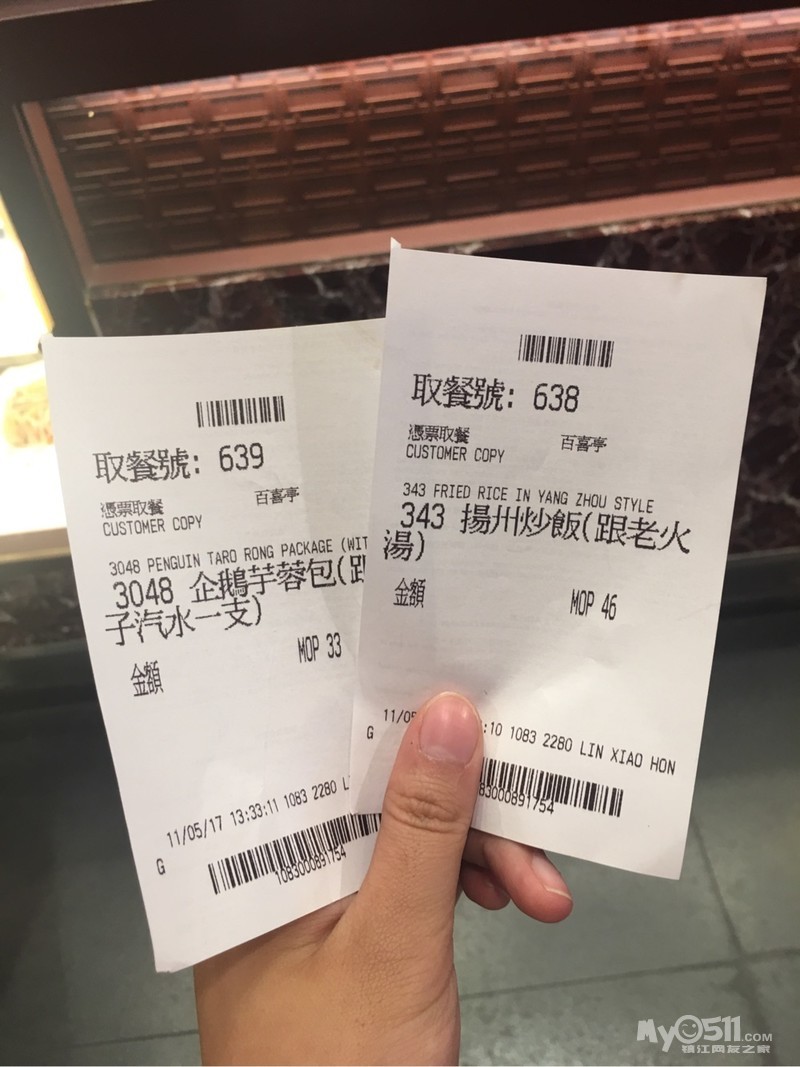 取餐號: 639
憑票取餐
百喜亭
CUSTOMER COPY
3048 PENGUIN TARO RONG PACKAGE (WIT
3048 企鵝芋蓉包(跟
子汽水一支)
金額
MOP 33
11/05/17 13:33:11 1083 2280 L
G
1083000891754
取餐號: 638
憑票取餐
百喜亭
CUSTOMER COPY
343 FRIED RICE IN YANG ZHOU STYLE
343 揚州炒飯(跟老火
湯)
金額
MOP 46
11/05 :10 1083 2280 LIN XIAO HON
G
83000891754
My0511.COM
镇江网友之家